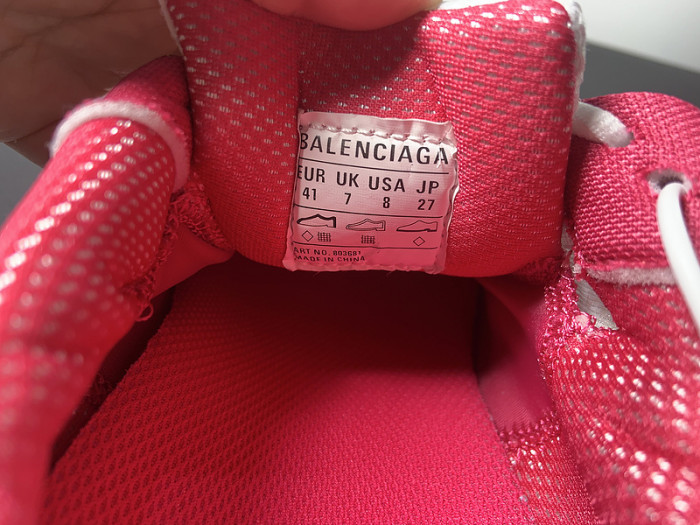 BALENCIAGA
EUR UK USA JP
41 7 8 27
MADE IN CHINA